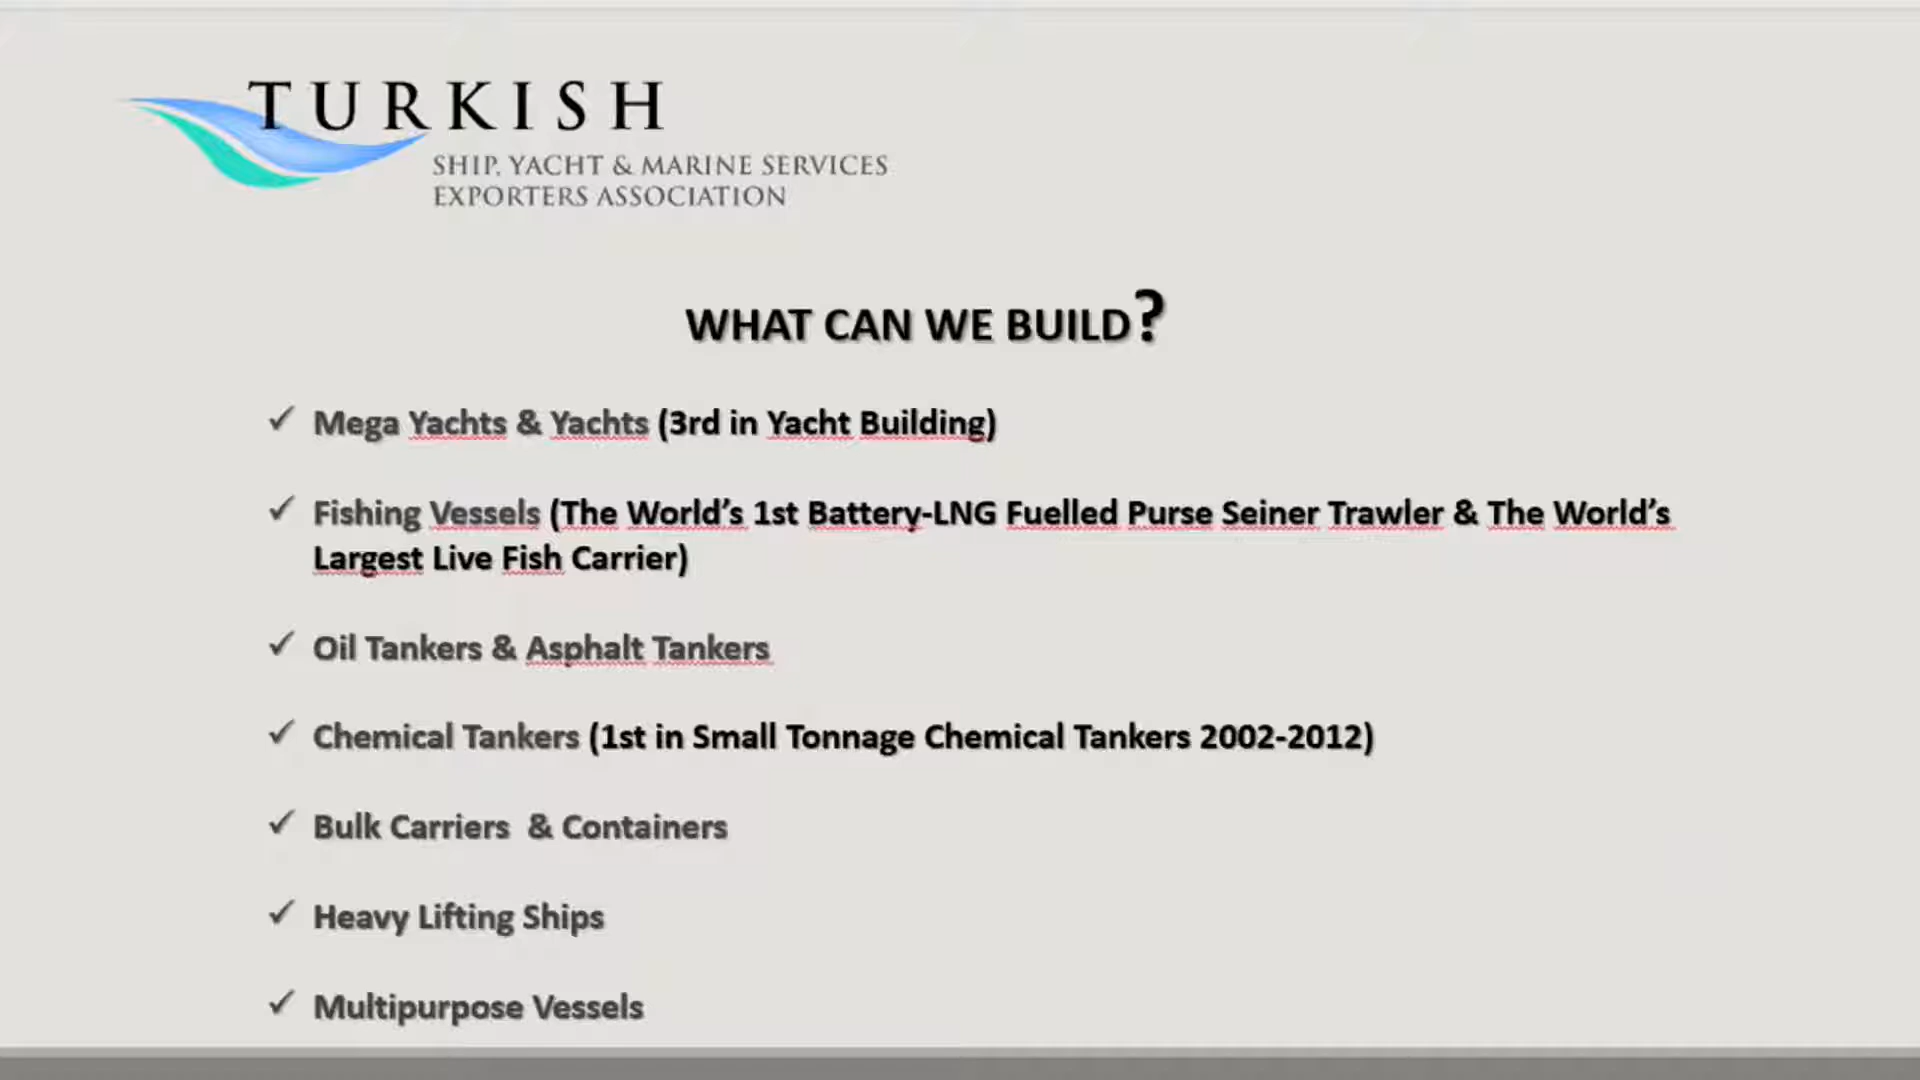 TURKISH
SHIP, YACHT & MARINE SERVICES
EXPORTERS ASSOCIATION
WHAT CAN WE BUILD?
✓ Mega Yachts & Yachts (3rd in Yacht Building)
✓ Fishing Vessels (The World’s 1st Battery-LNG Fuelled Purse Seiner Trawler & The World’s
Largest Live Fish Carrier)
✓ Oil Tankers & Asphalt Tankers
✓ Chemical Tankers (1st in Small Tonnage Chemical Tankers 2002-2012)
✓ Bulk Carriers & Containers
✓ Heavy Lifting Ships
✓ Multipurpose Vessels